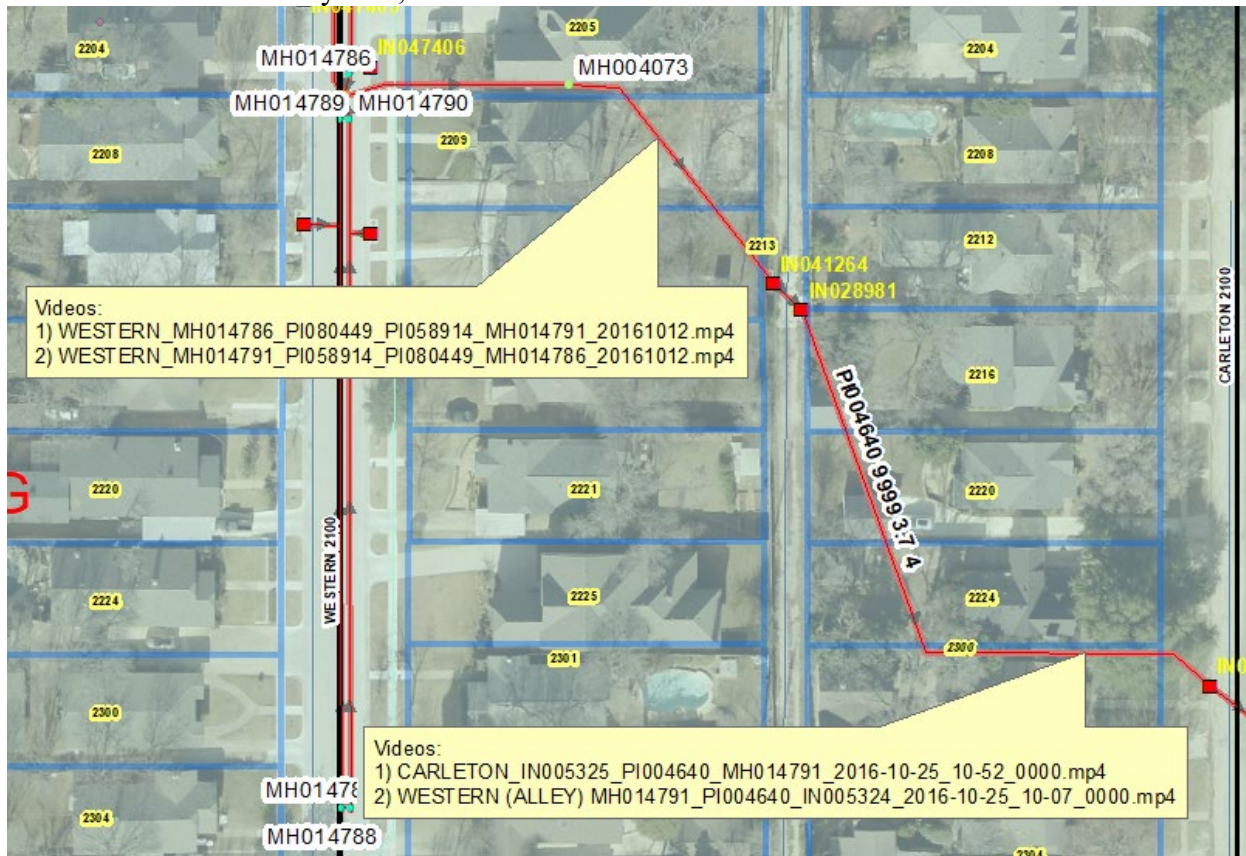 2204
MH014786
IN047406
2205
MH004073
2204
MH014789
MH014790
2208
2209
2208
2213
2212
IN041264
IN028981
Videos:
1) WESTERN_MH014786_PI080449_PI058914_MH014791_20161012.mp4
2) WESTERN_MH014791_PI058914_PI080449_MH014786_20161012.mp4
CARLETON 2100
2216
PI004640 9999 3.7 4
G
2220
2221
2220
WESTERN 2100
2224
2225
2224
2301
2300
2300
Videos:
1) CARLETON_IN005325_PI004640_MH014791_2016-10-25_10-52_0000.mp4
2) WESTERN (ALLEY) MH014791_PI004640_IN005324_2016-10-25_10-07_0000.mp4
2304
MH014788
2304